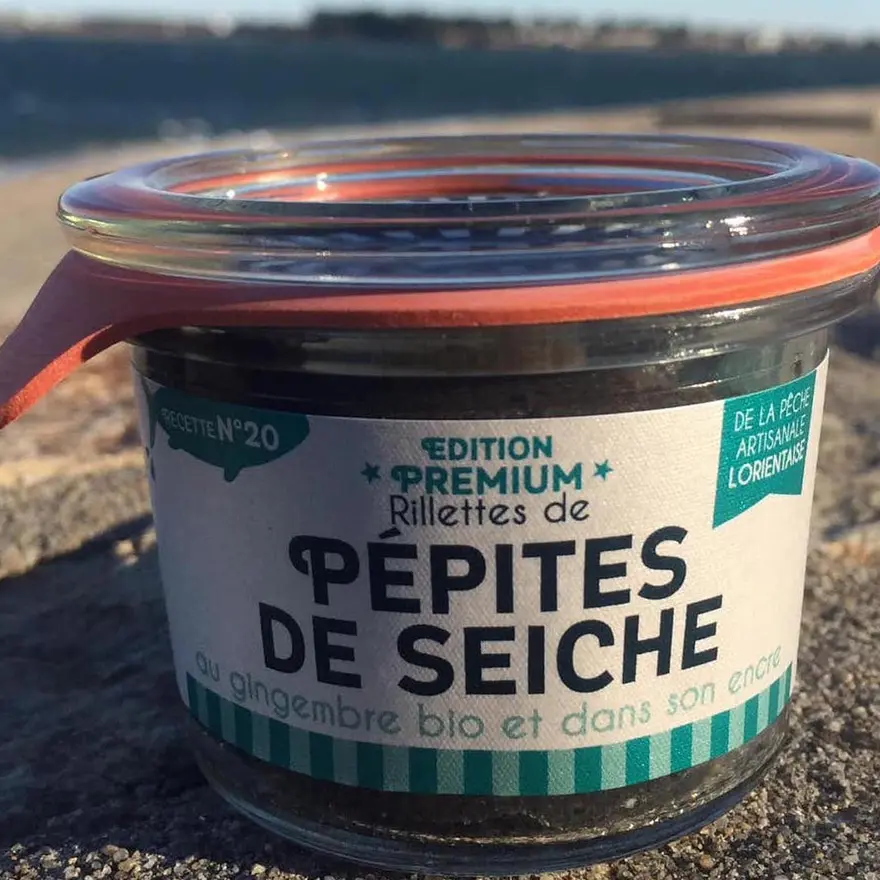 RECETTE N°20
EDITION
PREMIUM
Rillettes de
PÉPITES
DE SEICHE
au gingembre bio et dans son encre
DE LA PÊCHE
ARTISANALE
LORIENTAISE